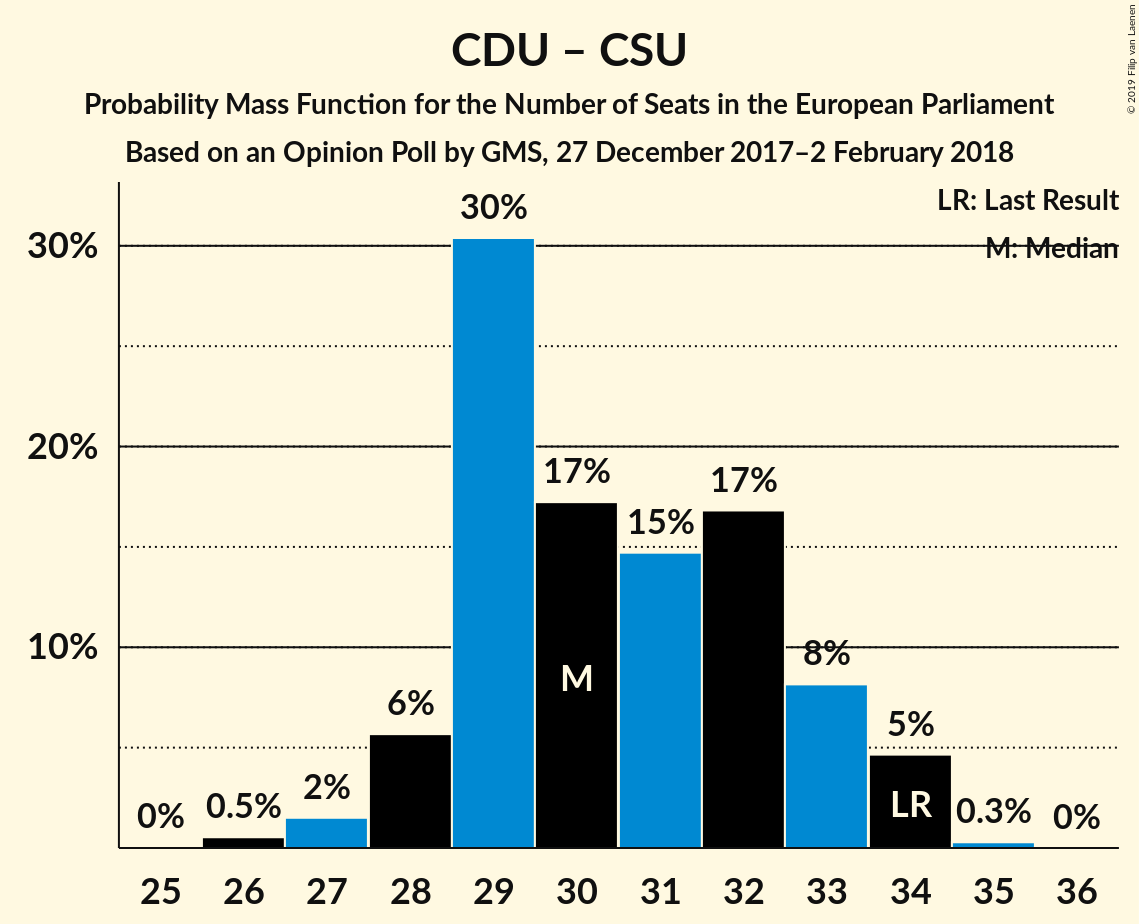 CDU – CSU
Probability Mass Function for the Number of Seats in the European Parliament
Based on an Opinion Poll by GMS, 27 December 2017–2 February 2018
© 2019 Filip van Laenen
LR: Last Result
M: Median
30%
20%
10%
0%
0.5%
2%
6%
30%
17%
15%
17%
8%
5%
0.3%
0%
M
LR
25 26 27 28 29 30 31 32 33 34 35 36